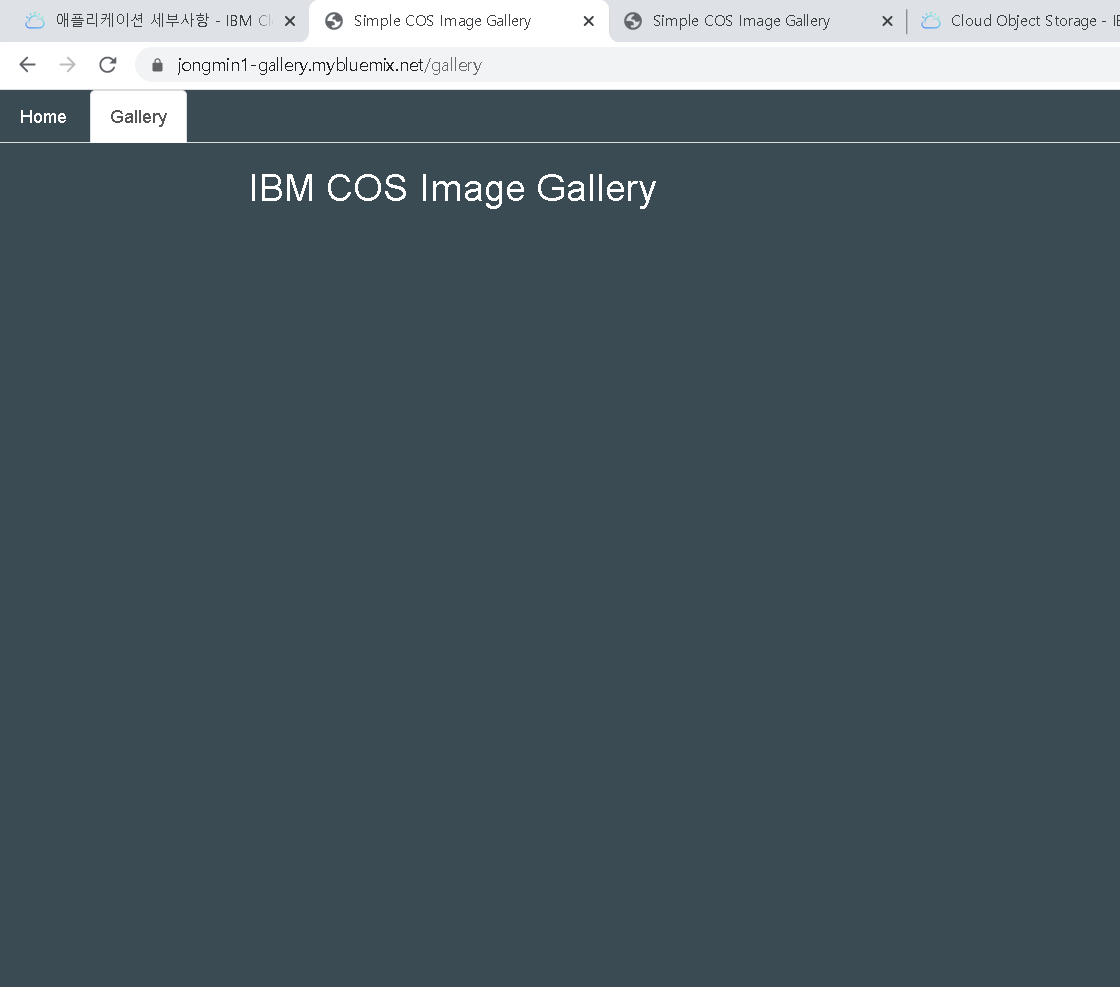 애플리케이션 세부사항 - IBM Cl
Simple COS Image Gallery
Simple COS Image Gallery
Cloud Object Storage - IB
jongmin1-gallery.mybluemix.net/gallery
Home
Gallery
IBM COS Image Gallery